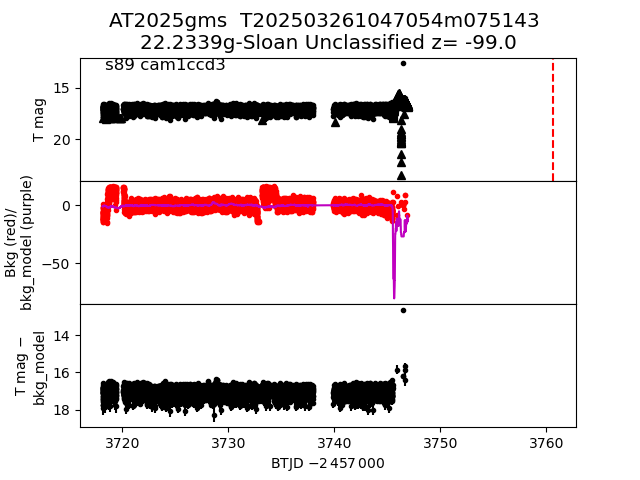 AT2025gms  T202503261047054m075143
22.2339g-Sloan Unclassified z= -99.0
s89 cam1ccd3
T mag
15
20
Bkg (red)/
bkg_model (purple)
0
−50
T mag −
bkg_model
14
16
18
3720
3730
3740
3750
3760
BTJD −2 457 000